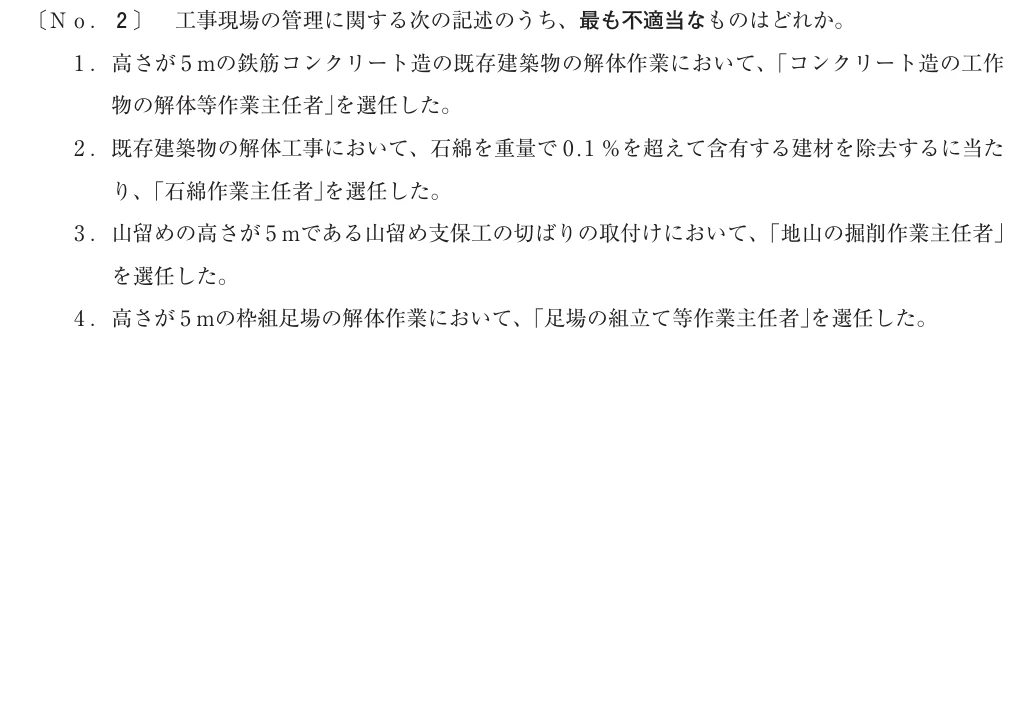 〔Ｎｏ． 2〕　工事現場の管理に関する次の記述のうち、最も不適当なものはどれか。
1．高さが５ｍの鉄筋コンクリート造の既存建築物の解体作業において、「コンクリート造の工作
物の解体等作業主任者」を選任した。
2．既存建築物の解体工事において、石綿を重量で 0.1 ％を超えて含有する建材を除去するに当た
り、「石綿作業主任者」を選任した。
3．山留めの高さが５ｍである山留め支保工の切ばりの取付けにおいて、「地山の掘削作業主任者」
を選任した。
4．高さが５ｍの枠組足場の解体作業において、「足場の組立て等作業主任者」を選任した。